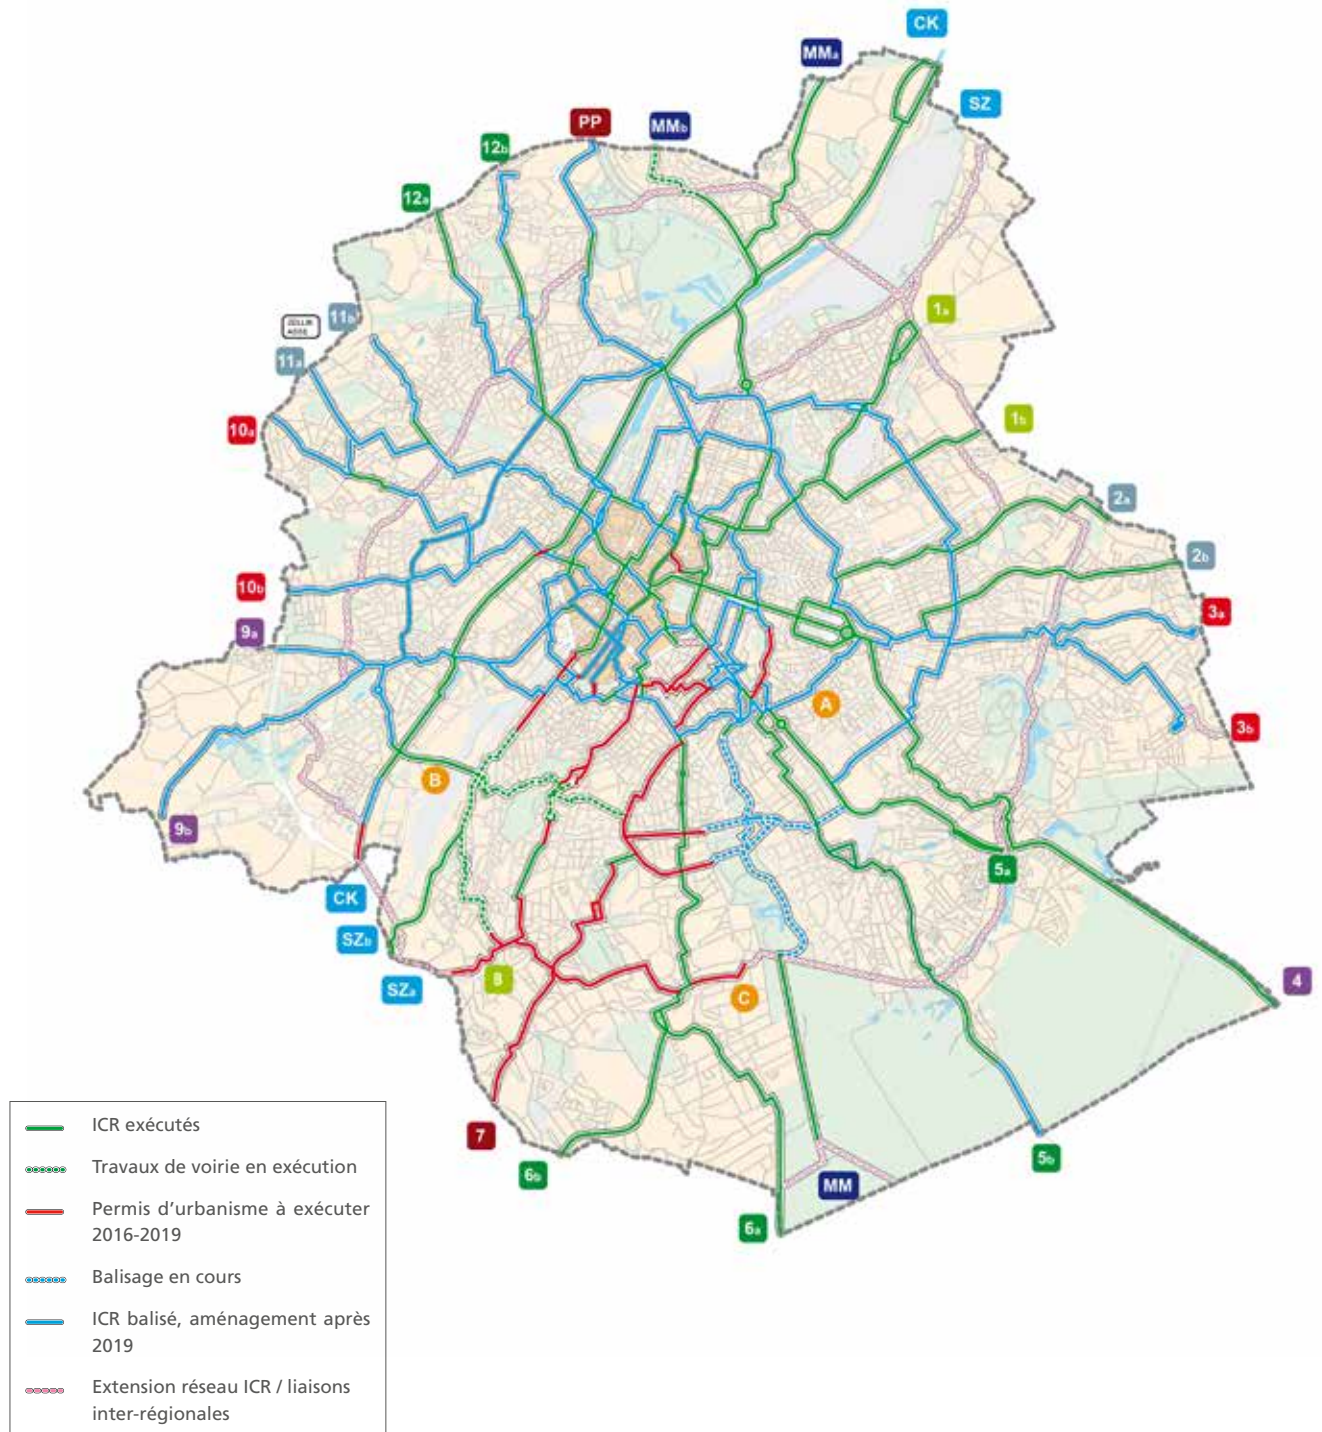 CK
MMa
SZ
PP
MMb
12b
12a
1a
11b
11a
1b
10a
2a
2b
10b
3a
9a
A
3b
B
9b
5a
CK
SZb
8
SZa
C
4
7
5b
6b
MM
6a
ICR exécutés
Travaux de voirie en exécution
Permis d'urbanisme à exécuter
2016-2019
Balisage en cours
ICR balisé, aménagement après
2019
Extension réseau ICR / liaisons
inter-régionales